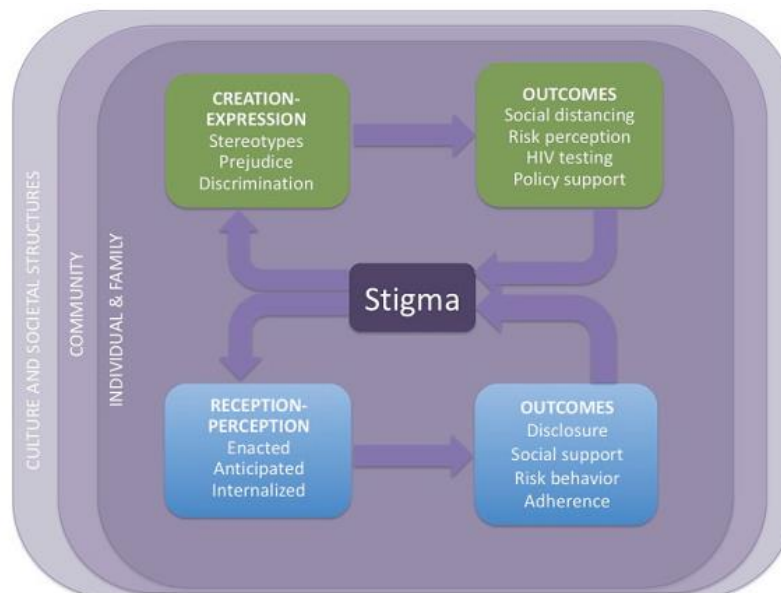 CULTURE AND SOCIETAL STRUCTURES
COMMUNITY
INDIVIDUAL & FAMILY
CREATION-
EXPRESSION
Stereotypes
Prejudice
Discrimination
OUTCOMES
Social distancing
Risk perception
HIV testing
Policy support
Stigma
RECEPTION-
PERCEPTION
Enacted
Anticipated
Internalized
OUTCOMES
Disclosure
Social support
Risk behavior
Adherence